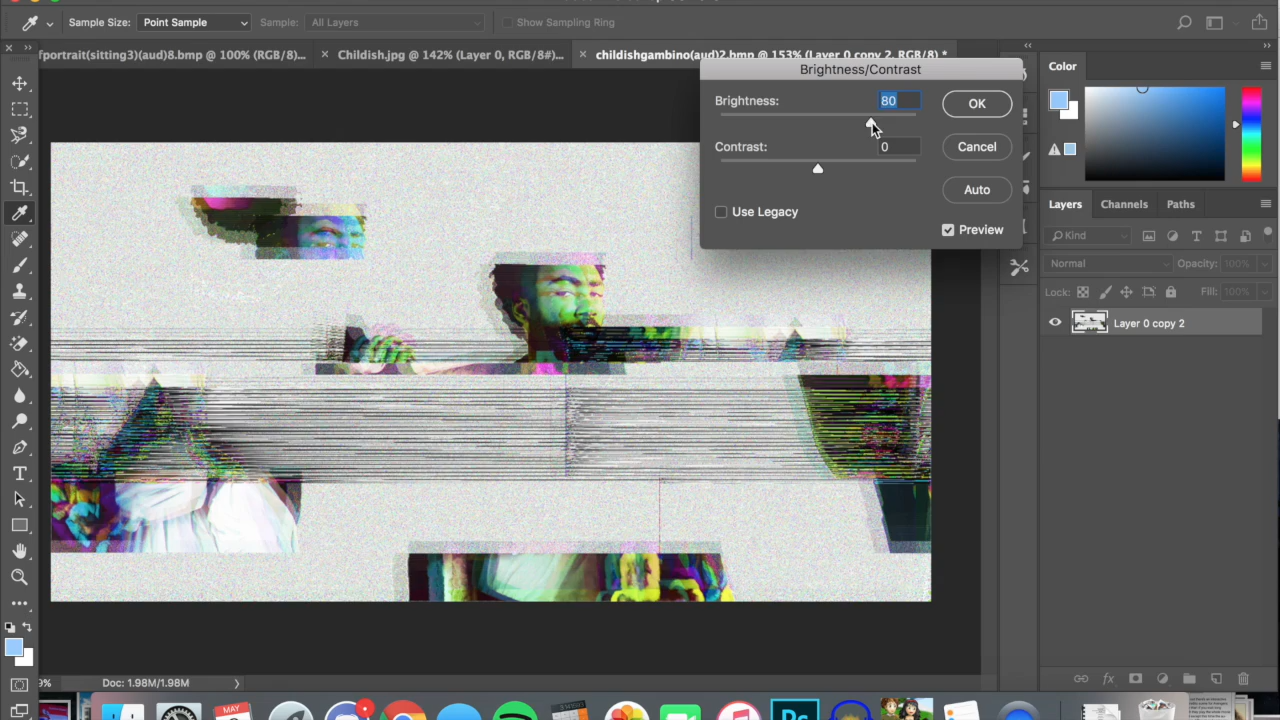 Sample Size: Point Sample Sample: All Layers Show Sampling Ring
fportrait(sitting3)(aud)8.bmp @ 100% (RGB/8)...
Childish.jpg @ 142% (Layer 0, RGB/8#)...
childishgambino(aud)2.bmp @ 153% (Layer 0 copy 2, RGB/8) *
Brightness/Contrast
Brightness: 80
OK
Contrast: 0
Cancel
Auto
Use Legacy
Preview
Color
Layers Channels Paths
Kind
Normal Opacity: 100%
Lock: Fill: 100%
Layer 0 copy 2
9% Doc: 1.98M/1.98M
MAY
Ps